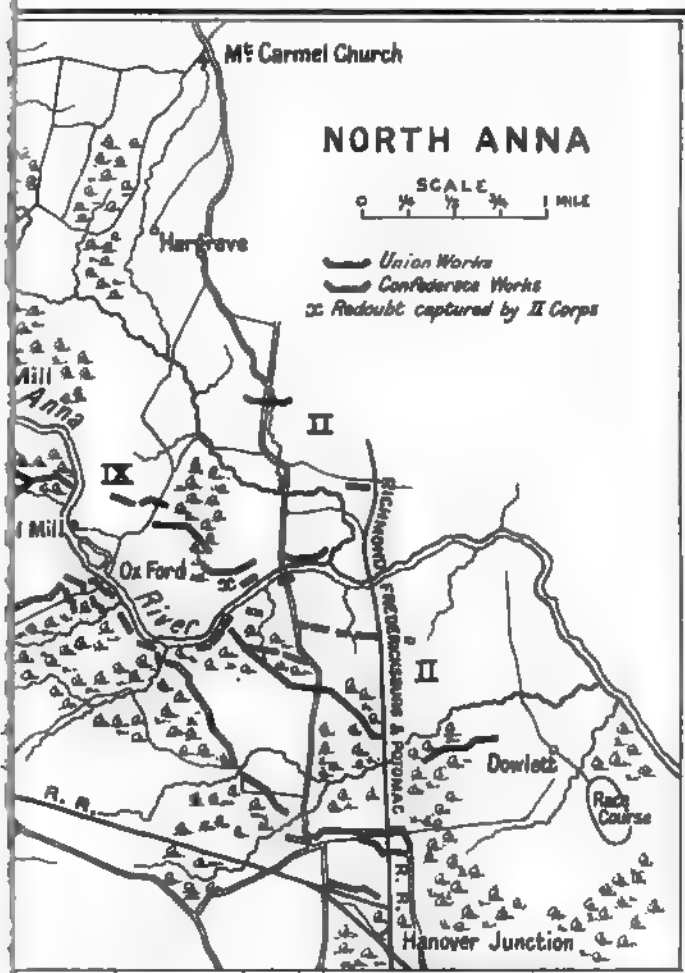 Mt Carmel Church
NORTH ANNA
SCALE
0 1/4 1/2 3/4 1 MILE
Hargrave
Union Works
Confederate Works
Redoubt captured by II Corps
Mill
Anna
II
IX
l Mill
Ox Ford
River
RICHMOND FREDERICKSBURG & POTOMAC
R. R.
II
Dowlett
Race
Course
R. R.
Hanover Junction